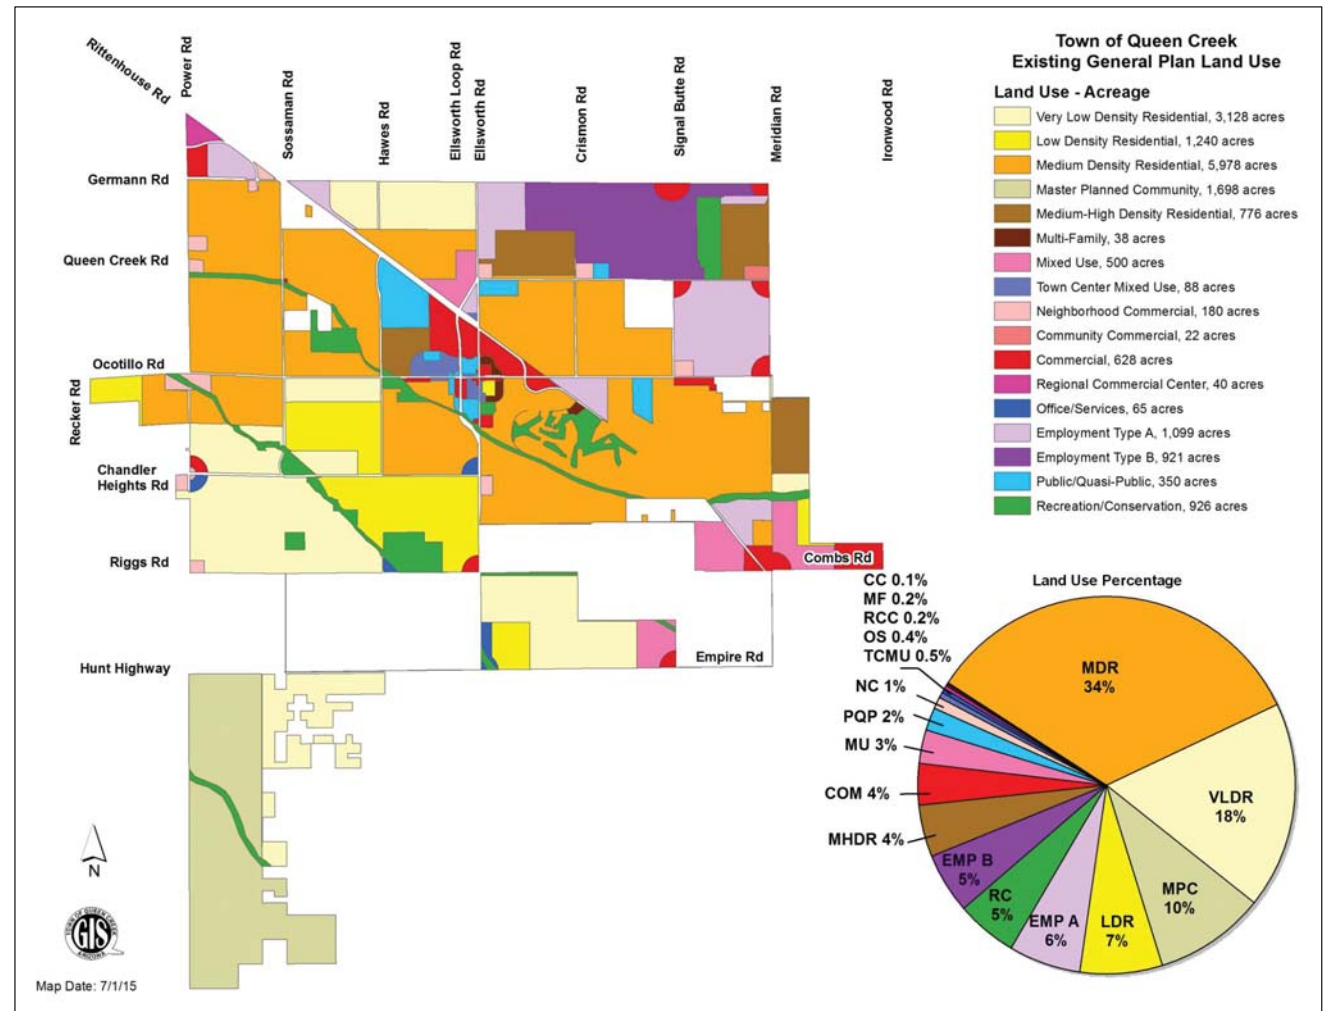 Town of Queen Creek
Existing General Plan Land Use
Land Use - Acreage
Very Low Density Residential, 3,128 acres
Low Density Residential, 1,240 acres
Medium Density Residential, 5,978 acres
Master Planned Community, 1,698 acres
Medium-High Density Residential, 776 acres
Multi-Family, 38 acres
Mixed Use, 500 acres
Town Center Mixed Use, 88 acres
Neighborhood Commercial, 180 acres
Community Commercial, 22 acres
Commercial, 628 acres
Regional Commercial Center, 40 acres
Office/Services, 65 acres
Employment Type A, 1,099 acres
Employment Type B, 921 acres
Public/Quasi-Public, 350 acres
Recreation/Conservation, 926 acres
Rittenhouse Rd
Power Rd
Sossaman Rd
Hawes Rd
Ellsworth Loop Rd
Ellsworth Rd
Crismon Rd
Signal Butte Rd
Meridian Rd
Ironwood Rd
Germann Rd
Queen Creek Rd
Ocotillo Rd
Recker Rd
Chandler
Heights Rd
Riggs Rd
Combs Rd
Empire Rd
Hunt Highway
Land Use Percentage
CC 0.1%
MF 0.2%
RCC 0.2%
OS 0.4%
TCMU 0.5%
NC 1%
PQP 2%
MU 3%
COM 4%
MHDR 4%
EMP B
5%
RC
5%
EMP A
6%
LDR
7%
MPC
10%
VLDR
18%
MDR
34%
N
TOWN OF QUEEN CREEK
GIS
ARIZONA
Map Date: 7/1/15